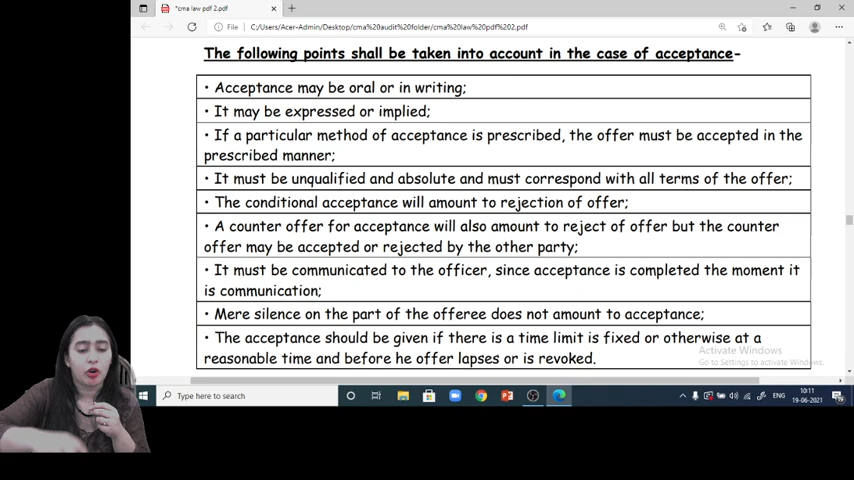 *cma law pdf 2.pdf
File
C:/Users/Acer-Admin/Desktop/cma%20audit%20folder/cma%20law%20pdf%202.pdf
The following points shall be taken into account in the case of acceptance-
• Acceptance may be oral or in writing;
• It may be expressed or implied;
• If a particular method of acceptance is prescribed, the offer must be accepted in the
prescribed manner;
• It must be unqualified and absolute and must correspond with all terms of the offer;
• The conditional acceptance will amount to rejection of offer;
• A counter offer for acceptance will also amount to reject of offer but the counter
offer may be accepted or rejected by the other party;
• It must be communicated to the officer, since acceptance is completed the moment it
is communication;
• Mere silence on the part of the offeree does not amount to acceptance;
• The acceptance should be given if there is a time limit is fixed or otherwise at a
reasonable time and before he offer lapses or is revoked.
Activate Windows
Go to Settings to activate Windows.
Type here to search
ENG
10:11
19-06-2021